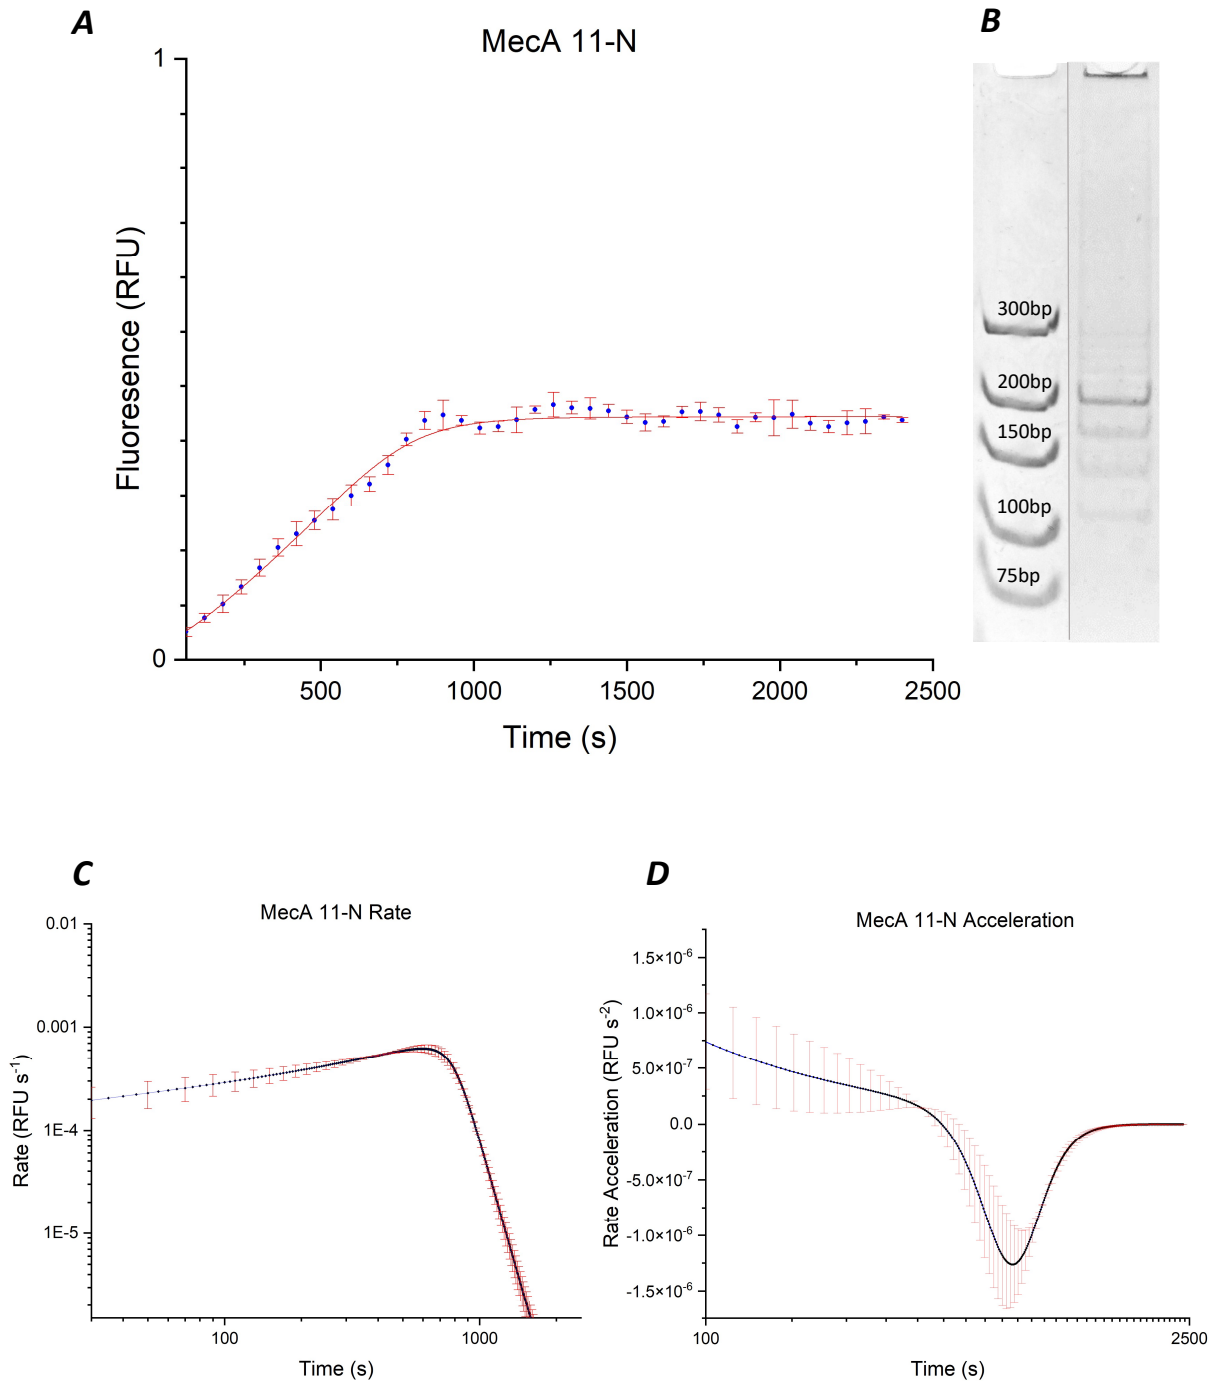 A
B
MecA 11-N
1
0
Fluoresence (RFU)
500
1000
1500
2000
2500
Time (s)
300bp
200bp
150bp
100bp
75bp
C
D
MecA 11-N Rate
0.01
0.001
1E-4
1E-5
Rate (RFU s⁻¹)
100
1000
Time (s)
MecA 11-N Acceleration
1.5×10⁻⁶
1.0×10⁻⁶
5.0×10⁻⁷
0.0
-5.0×10⁻⁷
-1.0×10⁻⁶
-1.5×10⁻⁶
Rate Acceleration (RFU s⁻²)
100
2500
Time (s)